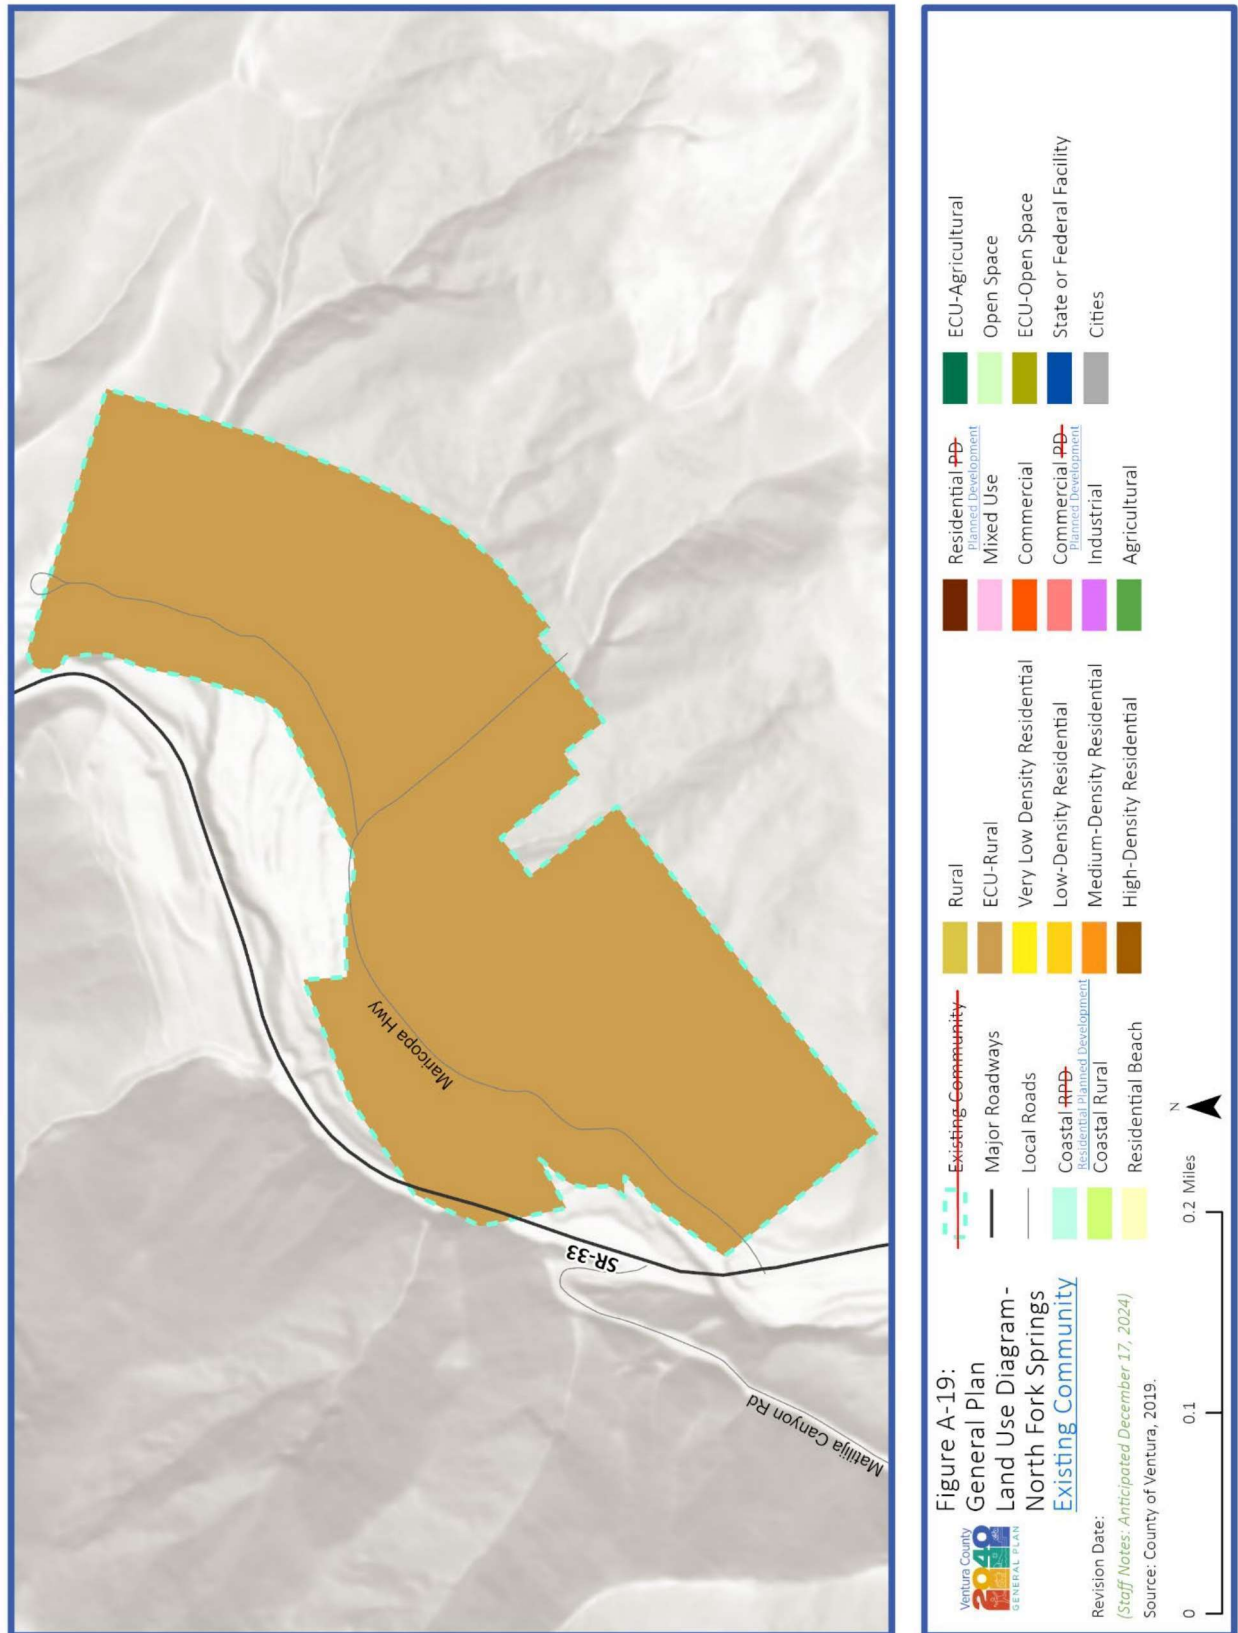 Maricopa Hwy
SR-33
Matilija Canyon Rd
Ventura County
2040
GENERAL PLAN
Figure A-19:
General Plan
Land Use Diagram-
North Fork Springs
Existing Community
Revision Date:
(Staff Notes: Anticipated December 17, 2024)
Source: County of Ventura, 2019.
0
0.1
0.2 Miles
N
Existing Community
Major Roadways
Local Roads
Coastal RPD
Residential Planned Development
Coastal Rural
Residential Beach
Rural
ECU-Rural
Very Low Density Residential
Low-Density Residential
Medium-Density Residential
High-Density Residential
Residential PD
Planned Development
Mixed Use
Commercial
Commercial PD
Planned Development
Industrial
Agricultural
ECU-Agricultural
Open Space
ECU-Open Space
State or Federal Facility
Cities